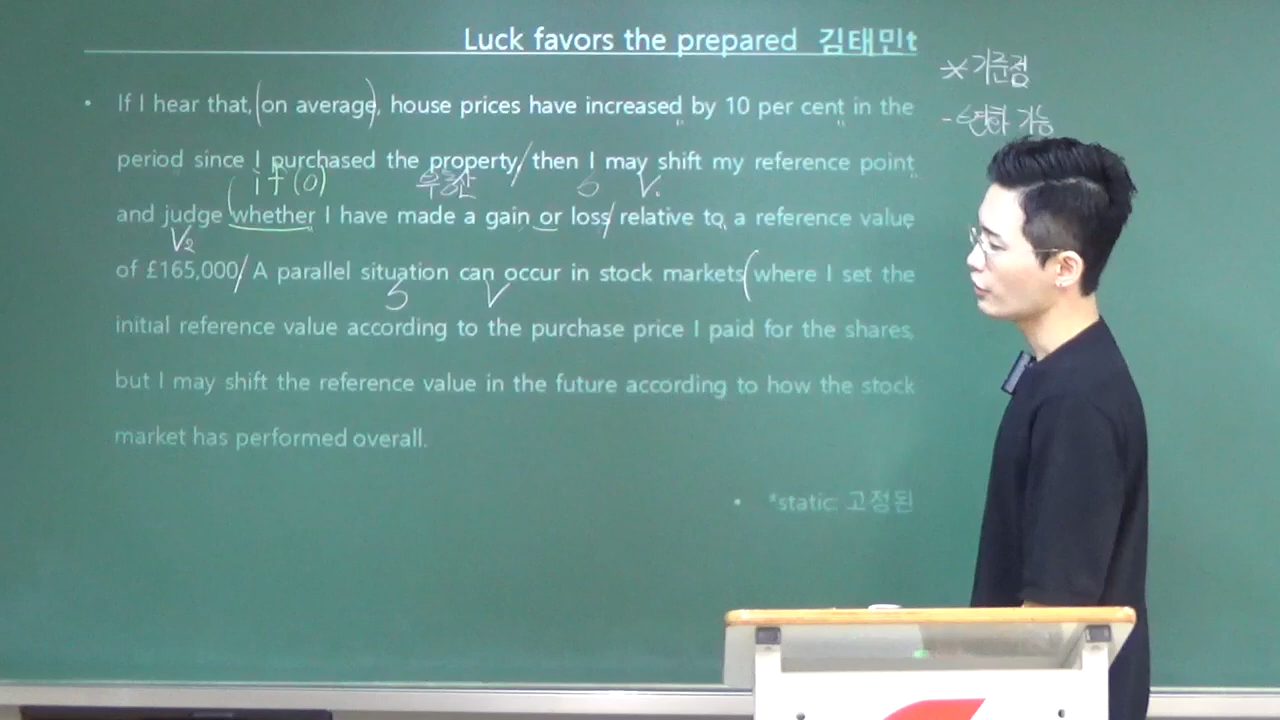 Luck favors the prepared 김태민t
* 기준점
- 변화 가능
• If I hear that, (on average), house prices have increased by 10 per cent in the
period since I purchased the property/ then I may shift my reference point
if (O) S V
and judge (whether I have made a gain or loss/ relative to a reference value
V2
of £165,000/ A parallel situation can occur in stock markets (where I set the
S V
initial reference value according to the purchase price I paid for the shares,
but I may shift the reference value in the future according to how the stock
market has performed overall.
• *static: 고정된